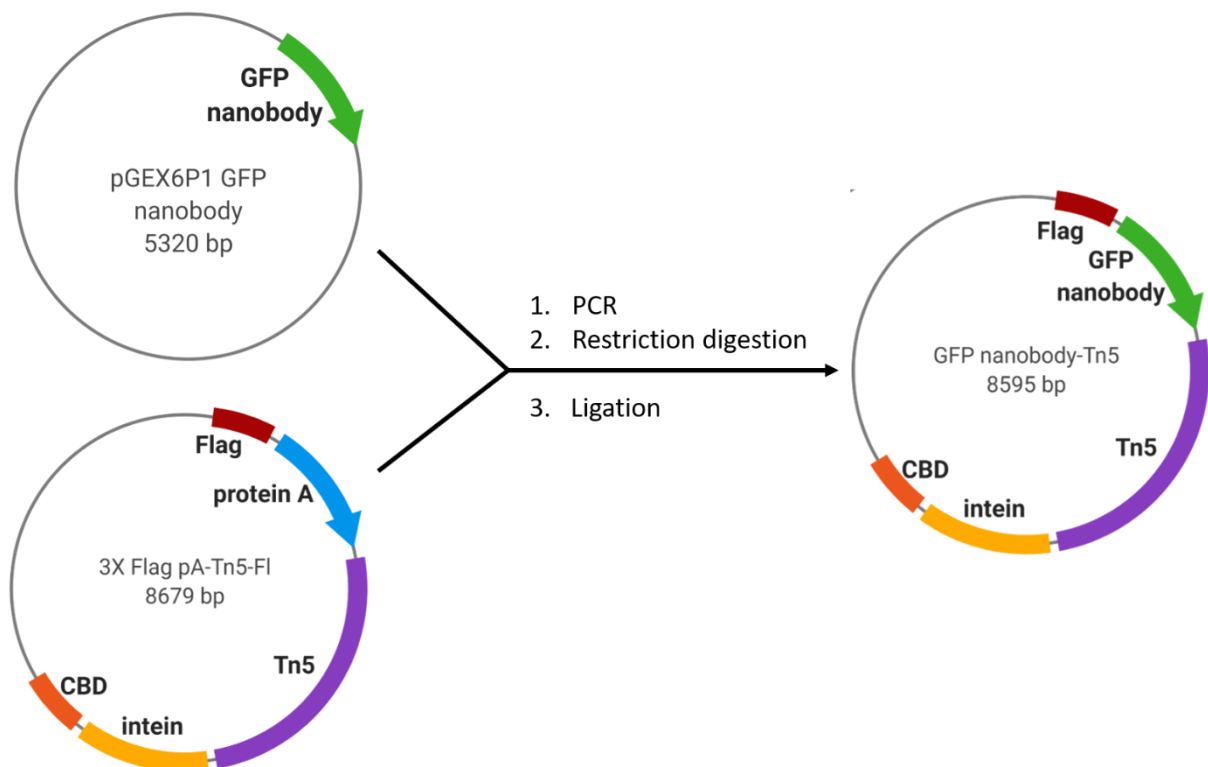 GFP
nanobody
pGEX6P1 GFP
nanobody
5320 bp
Flag
protein A
3X Flag pA-Tn5-Fl
8679 bp
Tn5
CBD
intein
1. PCR
2. Restriction digestion
3. Ligation
Flag
GFP
nanobody
GFP nanobody-Tn5
8595 bp
Tn5
CBD
intein